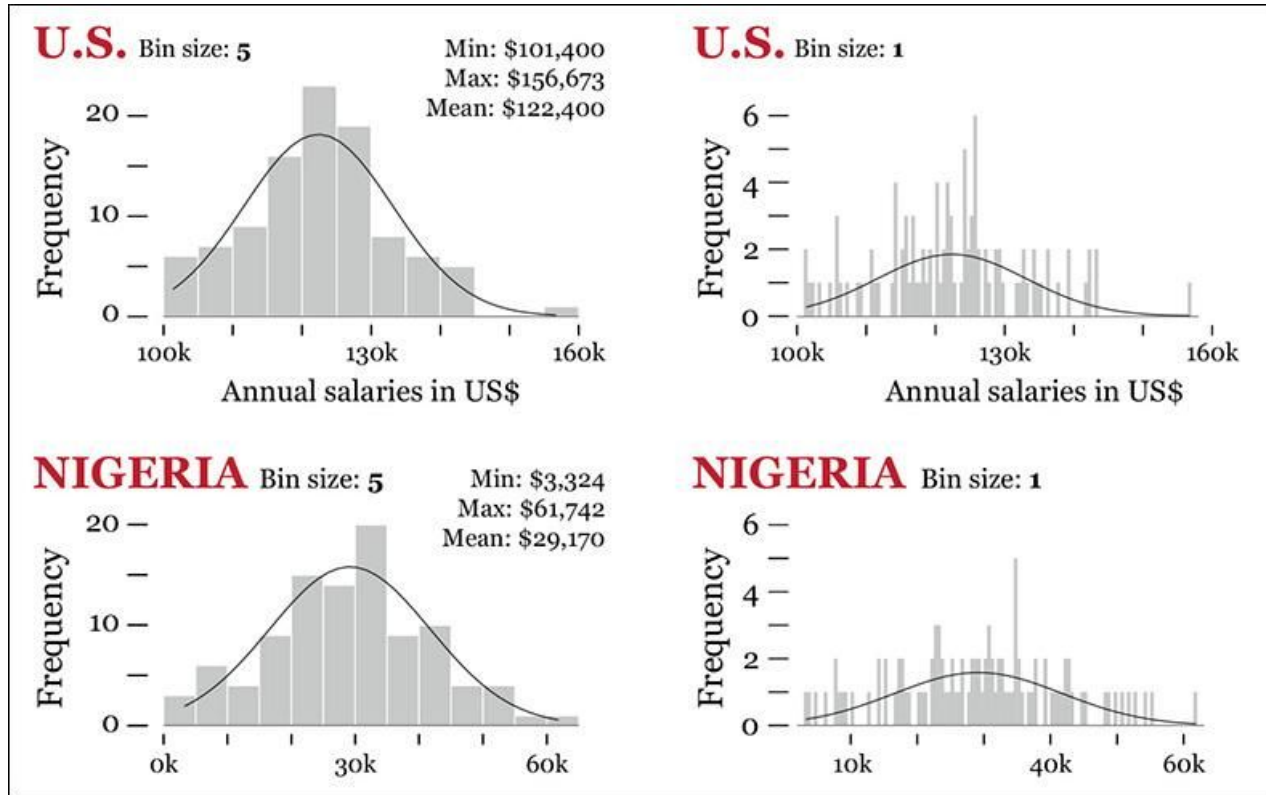 U.S. Bin size: 5
Min: $101,400
Max: $156,673
Mean: $122,400
Frequency
20
10
0
100k 130k 160k
Annual salaries in US$
U.S. Bin size: 1
Frequency
6
4
2
0
100k 130k 160k
Annual salaries in US$
NIGERIA Bin size: 5
Min: $3,324
Max: $61,742
Mean: $29,170
Frequency
20
10
0
0k 30k 60k
NIGERIA Bin size: 1
Frequency
6
4
2
0
10k 40k 60k